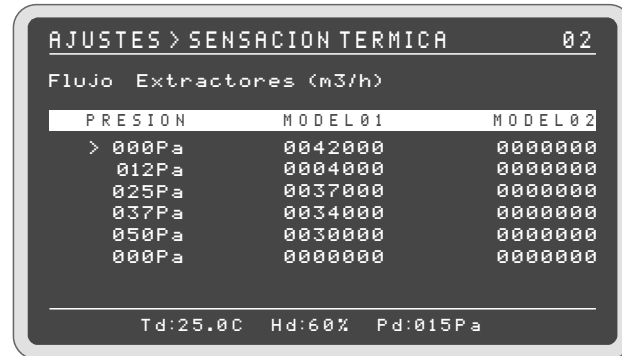 AJUSTES > SENSACION TERMICA 02
Flujo Extractores (m3/h)
PRESION MODEL01 MODEL02
> 000Pa 0042000 0000000
012Pa 0004000 0000000
025Pa 0037000 0000000
037Pa 0034000 0000000
050Pa 0030000 0000000
000Pa 0000000 0000000
Td:25.0C Hd:60% Pd:015Pa